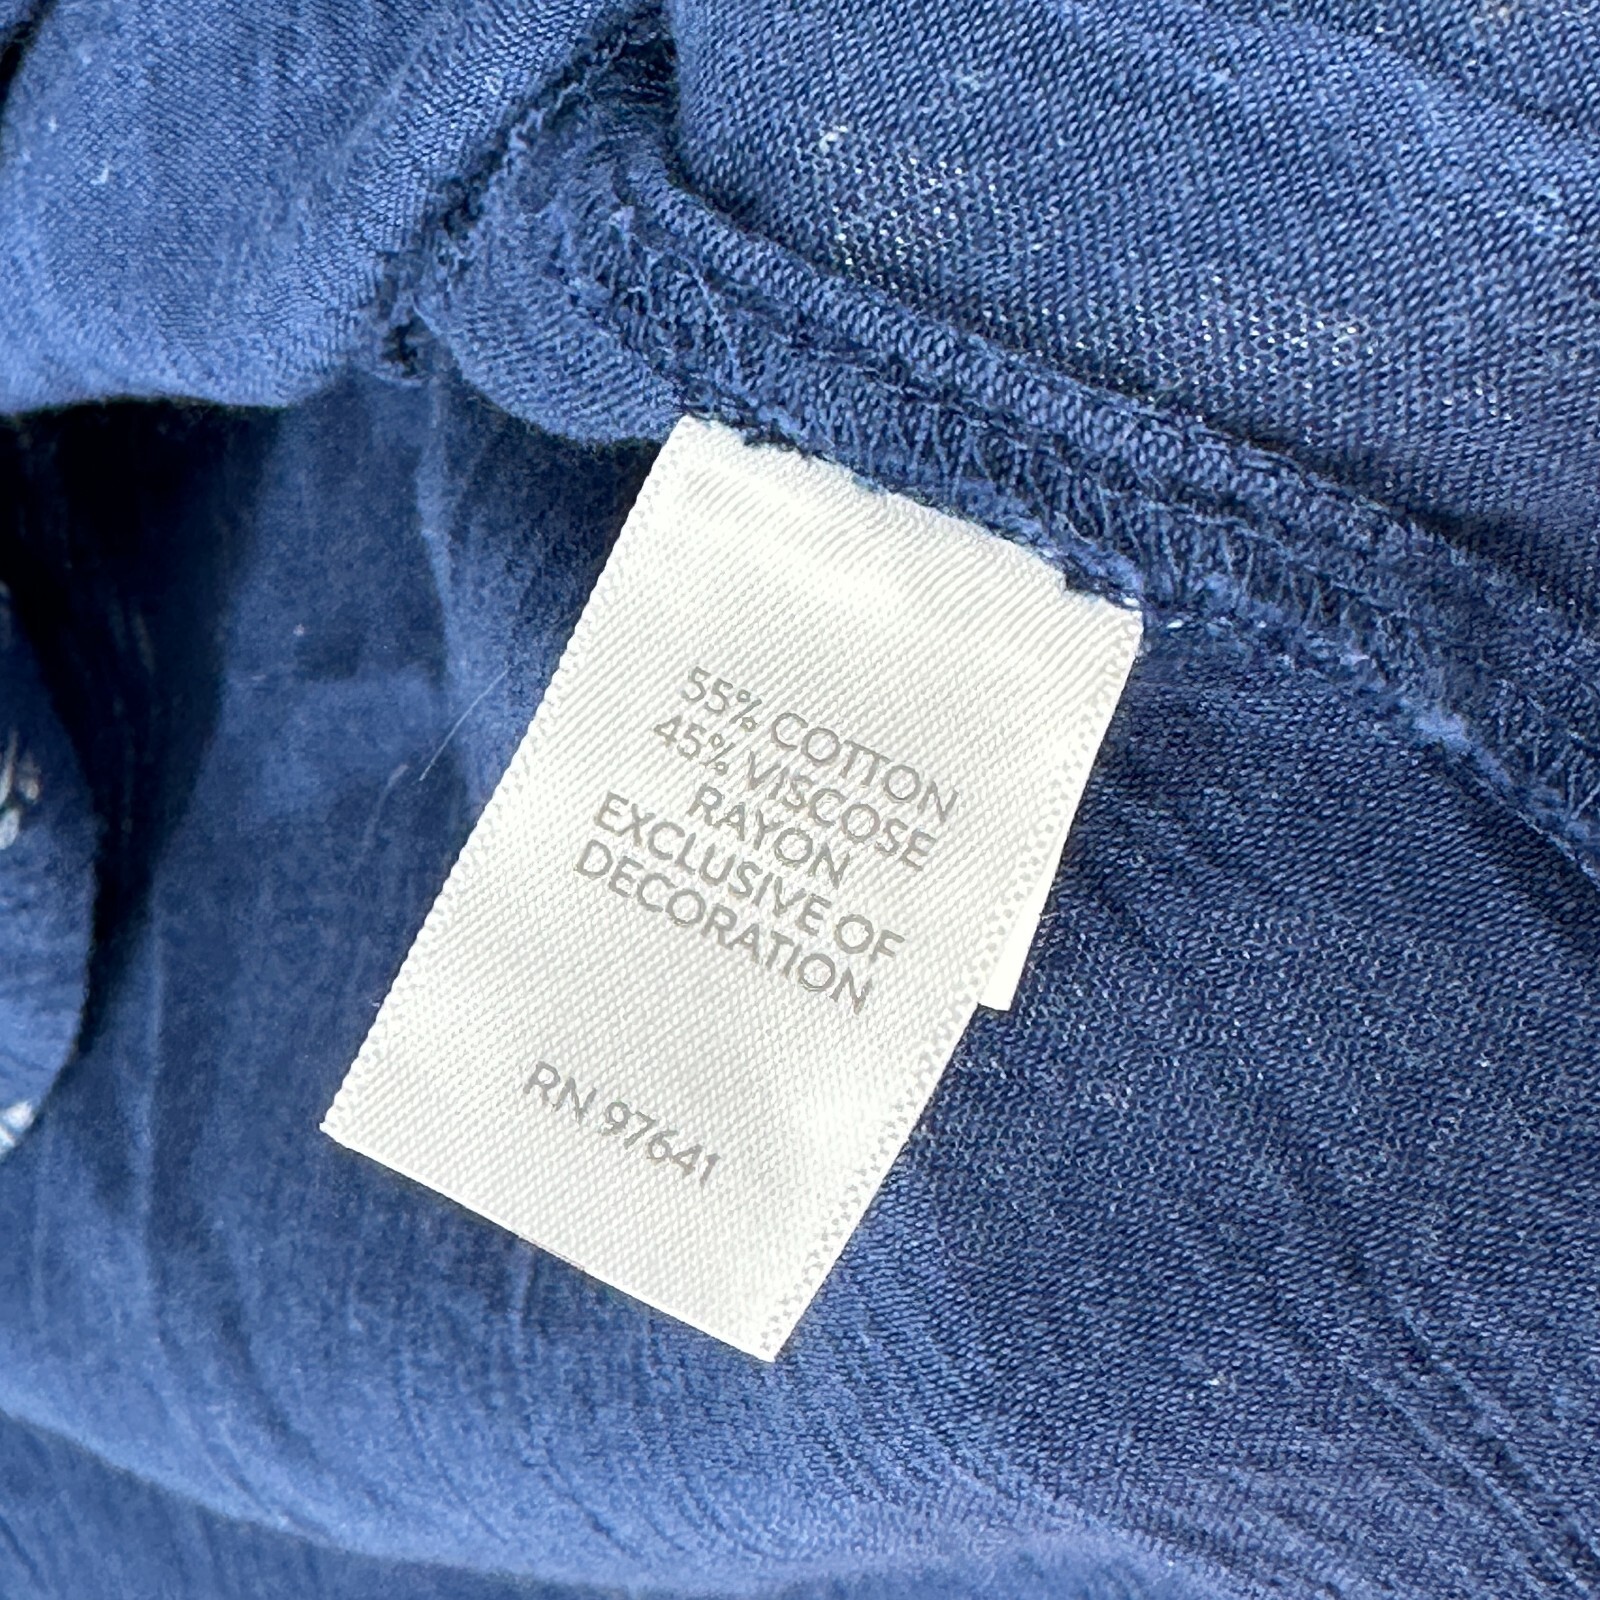 55% COTTON
45% VISCOSE
RAYON
EXCLUSIVE OF
DECORATION
RN 97641